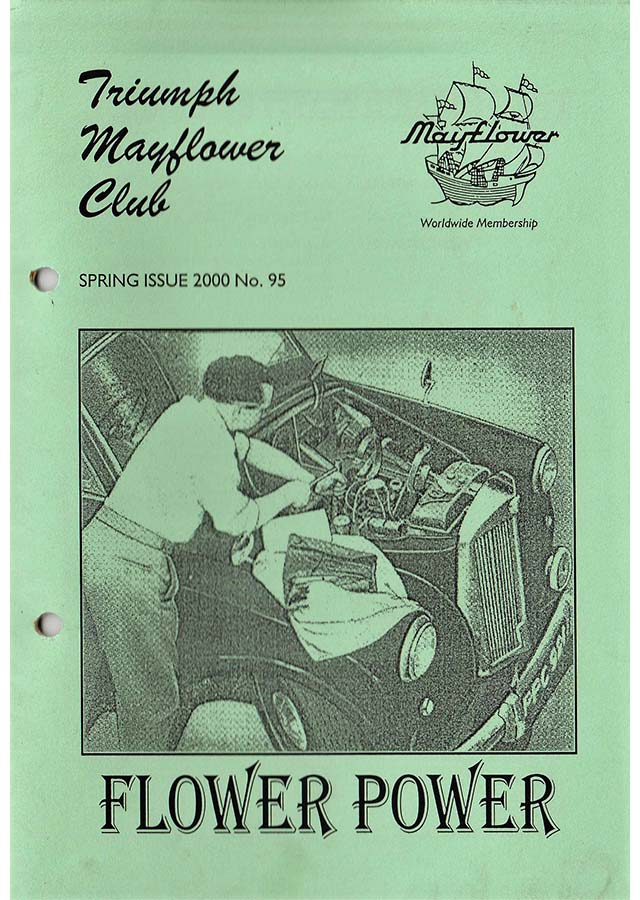 Triumph
Mayflower
Club
Mayflower
Worldwide Membership
SPRING ISSUE 2000 No. 95
FLOWER POWER